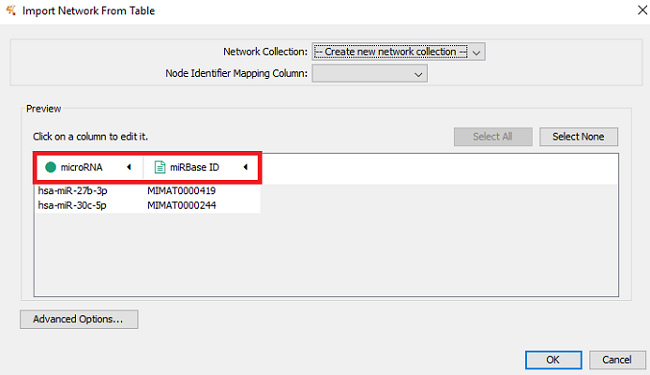 Import Network From Table
Network Collection: -- Create new network collection --
Node Identifier Mapping Column:
Preview
Click on a column to edit it.
Select All
Select None
microRNA
miRBase ID
hsa-miR-27b-3p MIMAT0000419
hsa-miR-30c-5p MIMAT0000244
Advanced Options...
OK
Cancel